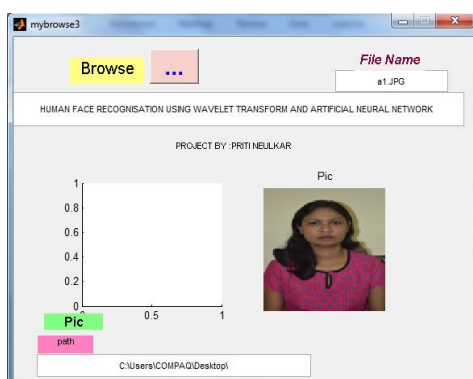 mybrowse3
Browse
...
File Name
a1.JPG
HUMAN FACE RECOGNISATION USING WAVELET TRANSFORM AND ARTIFICIAL NEURAL NETWORK
PROJECT BY :PRITI NEULKAR
Pic
1
0.8
0.6
0.4
0.2
0
0.5
1
Pic
path
C:\Users\COMPAQ\Desktop\